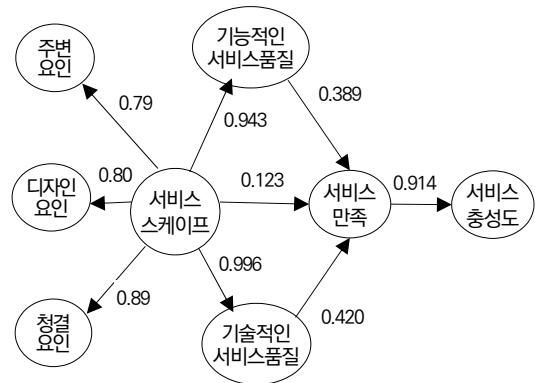 주변
요인
기능적인
서비스품질
0.79
0.943
0.389
디자인
요인
0.80
서비스
스케이프
0.123
서비스
만족
0.914
서비스
충성도
0.996
0.89
0.420
청결
요인
기술적인
서비스품질